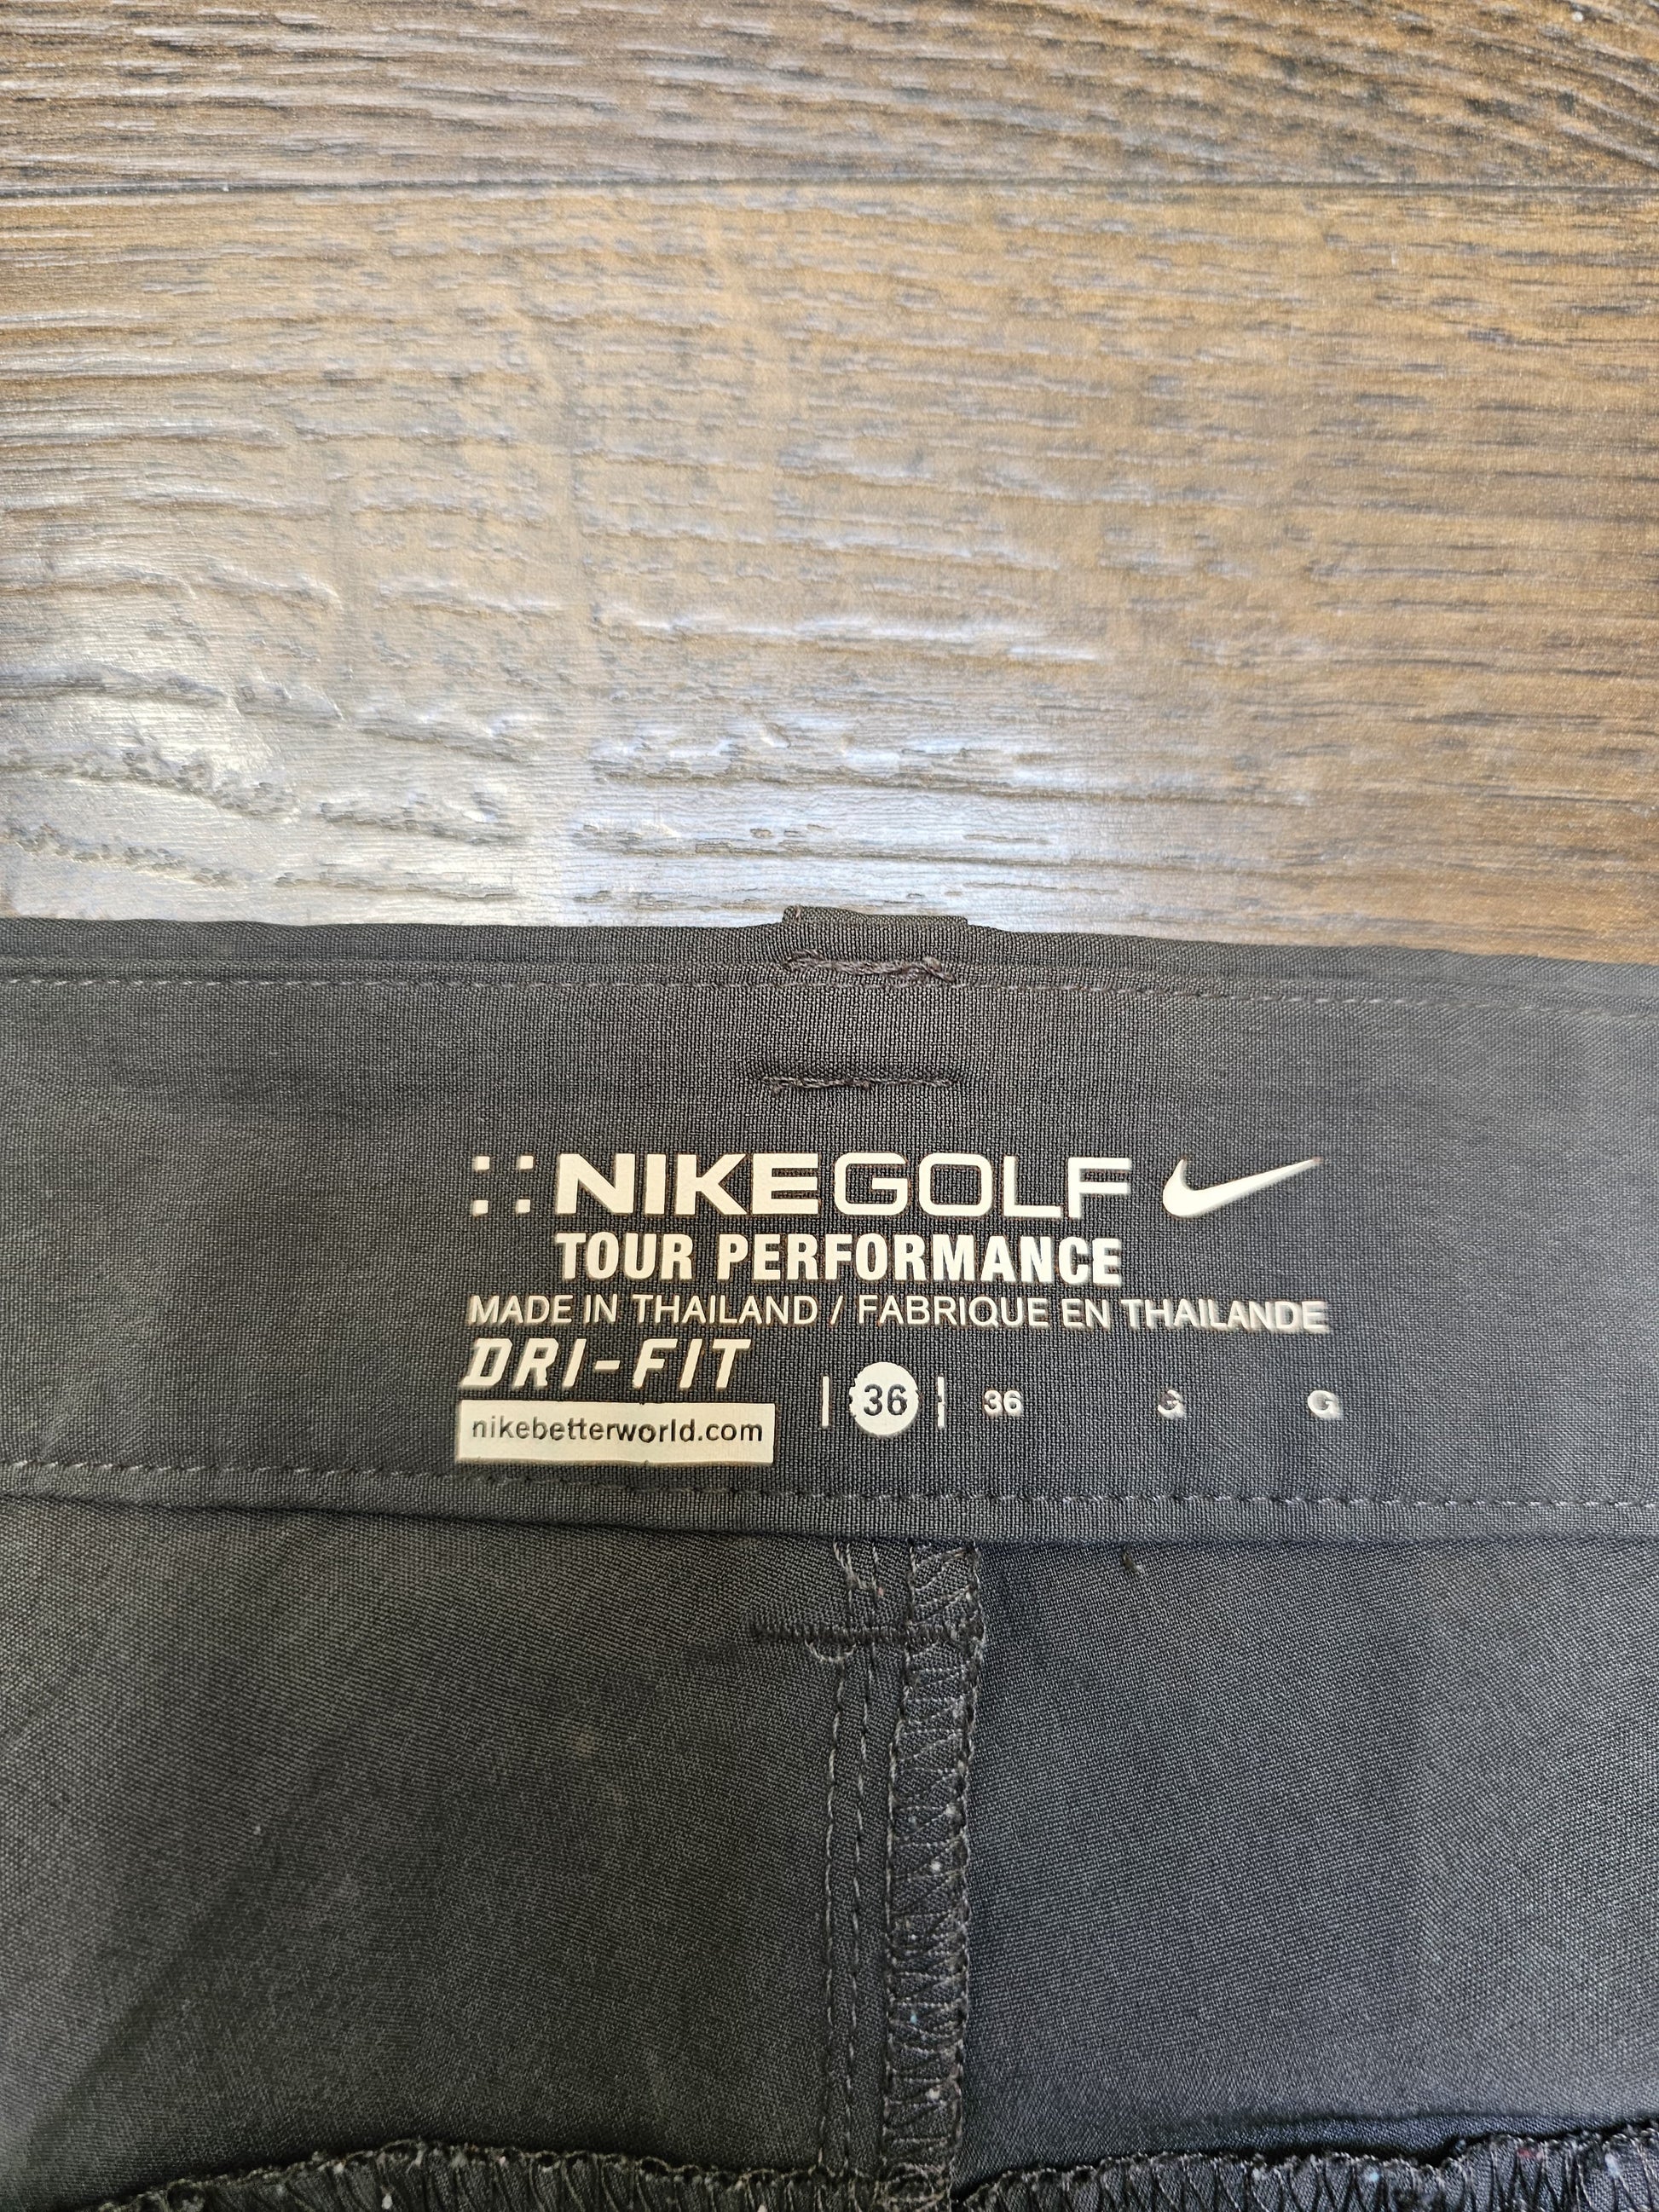 NIKEGOLF
TOUR PERFORMANCE
MADE IN THAILAND / FABRIQUE EN THAILANDE
DRI-FIT
36 36 G
nikebetterworld.com